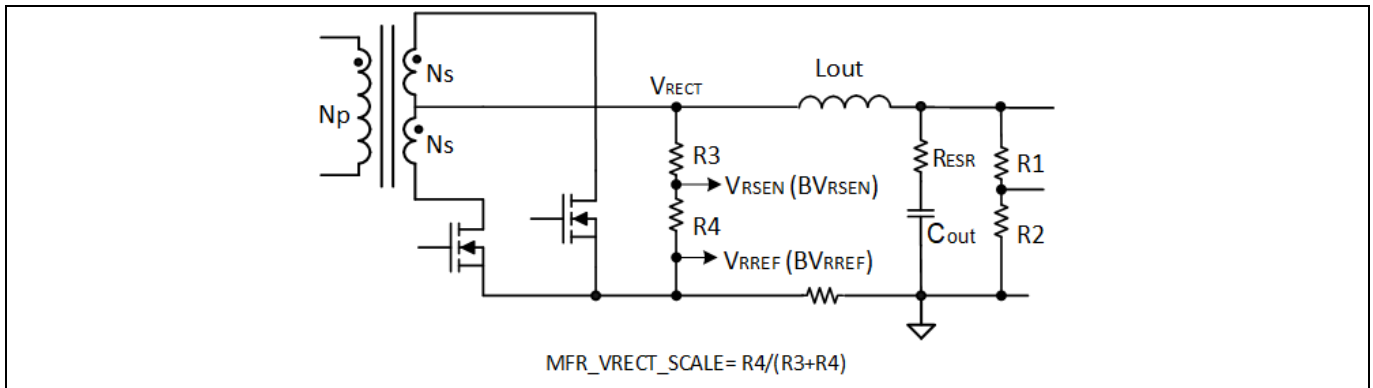 Np
Ns
Ns
VRECT
Lout
R3
VRSEN (BVRSEN)
R4
VRREF (BVRREF)
RESR
Cout
R1
R2
MFR_VRECT_SCALE= R4/(R3+R4)